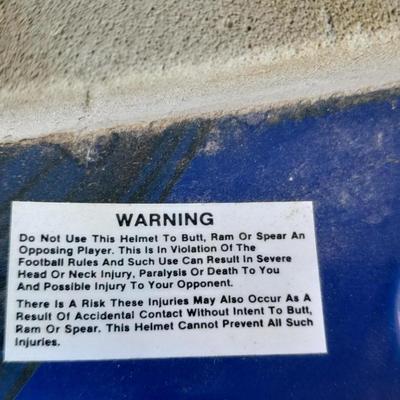 WARNING
Do Not Use This Helmet To Butt, Ram Or Spear An
Opposing Player. This Is In Violation Of The
Football Rules And Such Use Can Result In Severe
Head Or Neck Injury, Paralysis Or Death To You
And Possible Injury To Your Opponent.
There Is A Risk These Injuries May Also Occur As A
Result Of Accidental Contact Without Intent To Butt,
Ram Or Spear. This Helmet Cannot Prevent All Such
Injuries.